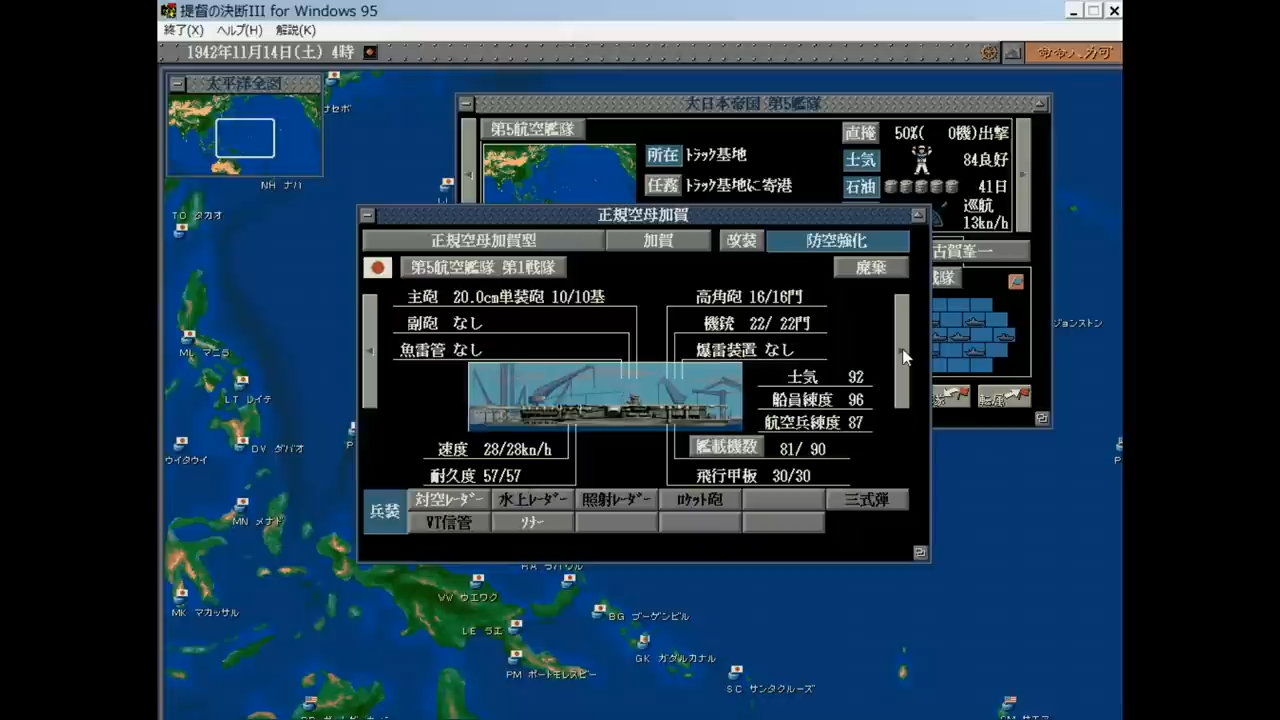 提督の決断III for Windows 95
終了(X) ヘルプ(H) 解説(K)
1942年11月14日(土) 4時
太平洋全図
大日本帝国 第5艦隊
第5航空艦隊
所在 トラック基地
任務 トラック基地に寄港
直掩 50%( 0機)出撃
士気 84良好
石油 41日
巡航
13kn/h
古賀峯一
正規空母加賀
正規空母加賀型 加賀 改装 防空強化
第5航空艦隊 第1戦隊 廃棄
主砲 20.0cm単装砲 10/10基
副砲 なし
魚雷管 なし
高角砲 16/16門
機銃 22/ 22門
爆雷装置 なし
士気 92
船員練度 96
航空兵練度 87
速度 28/28kn/h
耐久度 57/57
艦載機数 81/ 90
飛行甲板 30/30
兵装 対空レーダー 水上レーダー 照射レーダー ロケット砲 三式弾
VT信管 ソナー
NH ナハ
TO タカオ
ML マニラ
LT レイテ
DV ダバオ
ウイタウイ
MN メナド
MK マカッサル
WW ウエワク
LE ラエ
PM ポートモレスビー
BG ブーゲンビル
GK ガダルカナル
SC サンタクルーズ
ジョンストン
サセボ